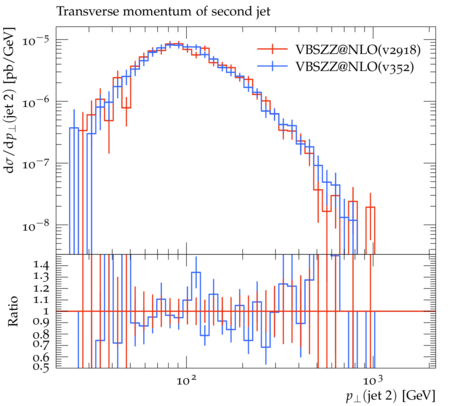 Transverse momentum of second jet
dσ/dp⊥(jet 2) [pb/GeV]
10⁻⁵
10⁻⁶
10⁻⁷
10⁻⁸
VBSZZ@NLO(v2918)
VBSZZ@NLO(v352)
Ratio
1.4
1.3
1.2
1.1
1
0.9
0.8
0.7
0.6
0.5
10² 10³
p⊥(jet 2) [GeV]